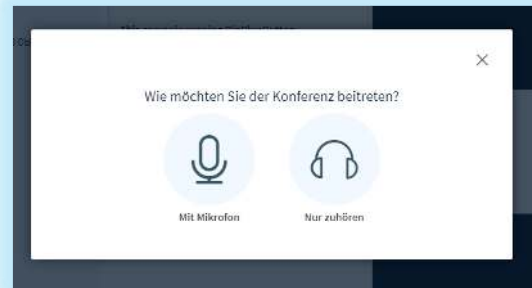 Wie möchten Sie der Konferenz beitreten?
Mit Mikrofon
Nur zuhören